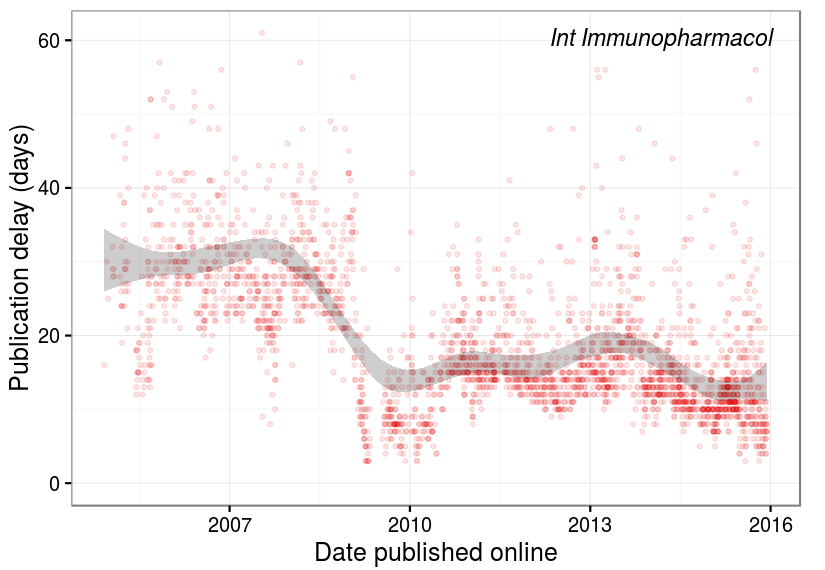 Int Immunopharmacol
Publication delay (days)
60
40
20
0
2007 2010 2013 2016
Date published online